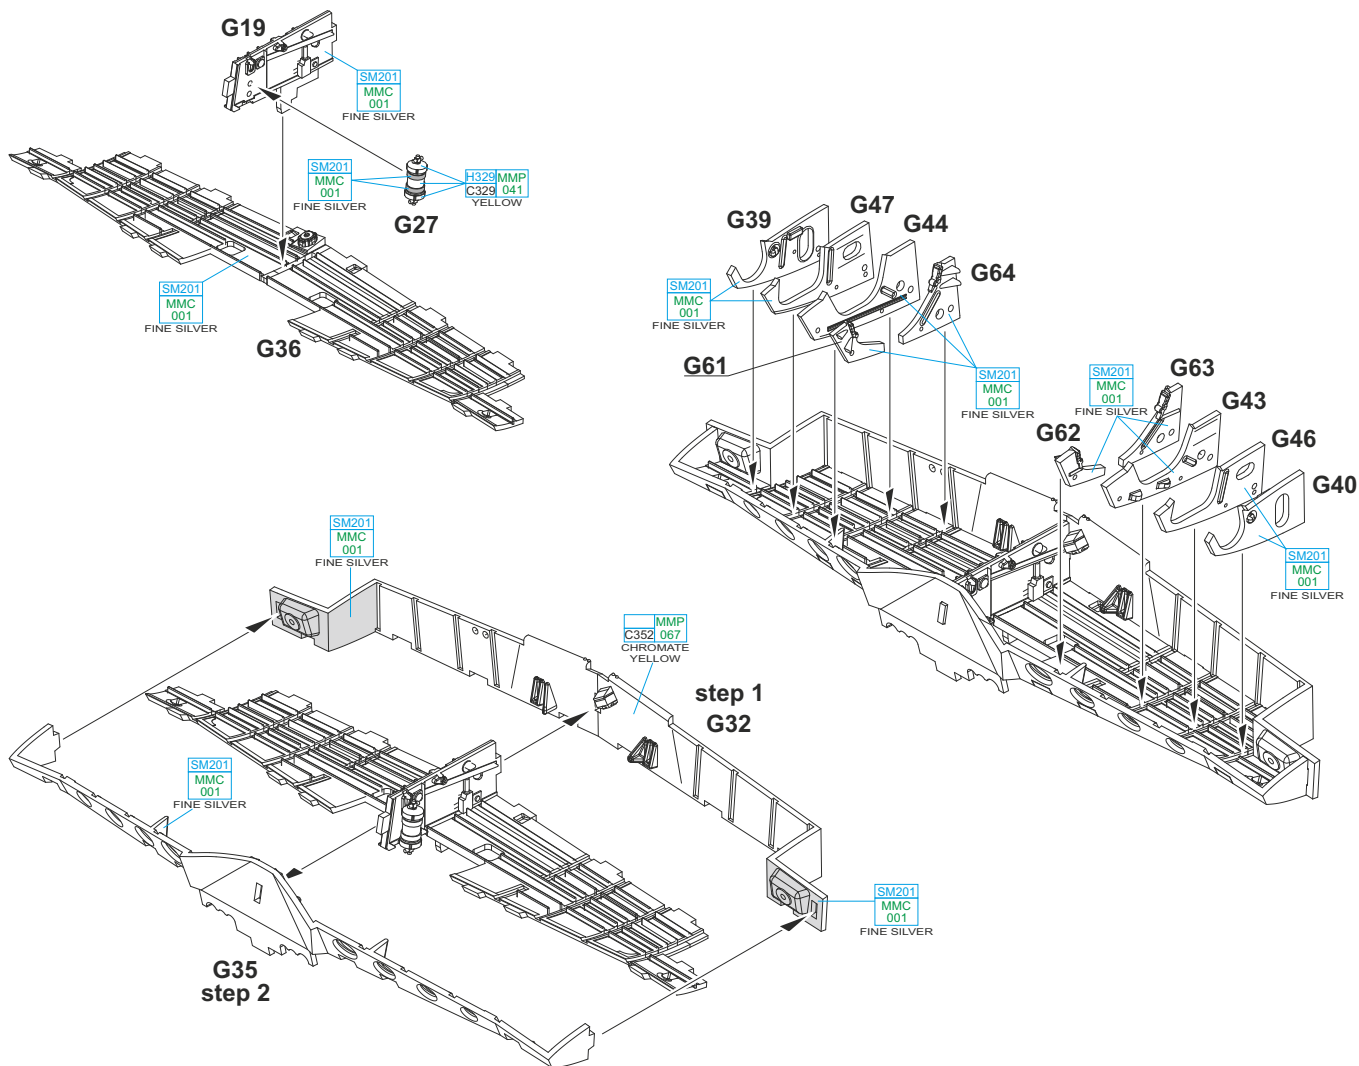 G19
SM201
MMC
001
FINE SILVER
SM201
MMC
001
FINE SILVER
H329 MMP
C329 041
YELLOW
G27
SM201
MMC
001
FINE SILVER
G36
G39
G47
G44
G64
SM201
MMC
001
FINE SILVER
G61
SM201
MMC
001
FINE SILVER
SM201
MMC
001
FINE SILVER
G63
G43
G62
G46
G40
SM201
MMC
001
FINE SILVER
SM201
MMC
001
FINE SILVER
MMP
C352 067
CHROMATE
YELLOW
step 1
G32
SM201
MMC
001
FINE SILVER
SM201
MMC
001
FINE SILVER
G35
step 2